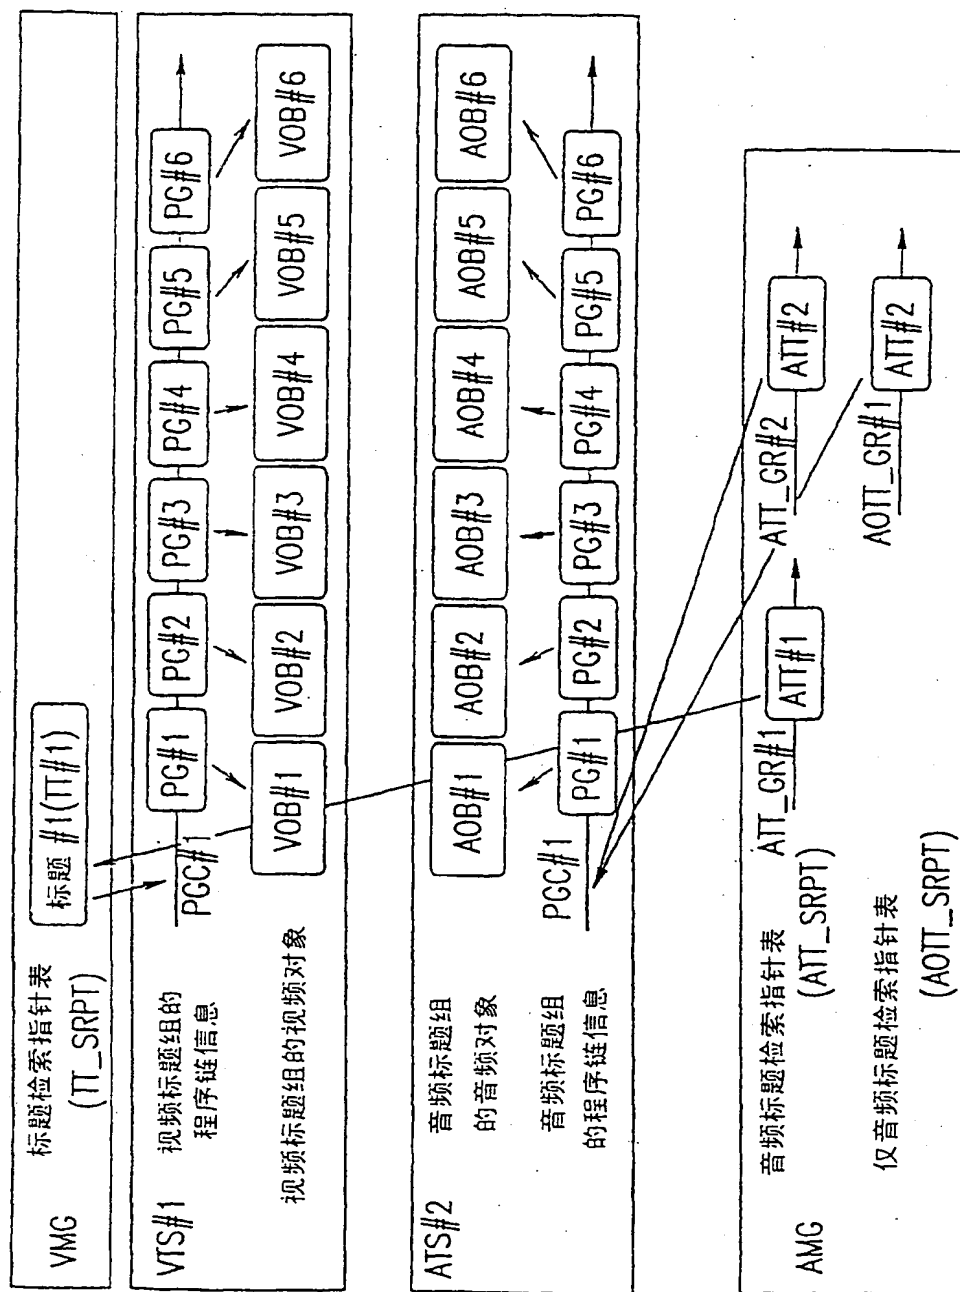 VMG
标题检索指针表
(TT_SRPT)
标题 #1(TT#1)
VTS#1
视频标题组的
程序链信息
PGC#1
PG#1
PG#2
PG#3
PG#4
PG#5
PG#6
视频标题组的视频对象
VOB#1
VOB#2
VOB#3
VOB#4
VOB#5
VOB#6
ATS#2
音频标题组
的音频对象
AOB#1
AOB#2
AOB#3
AOB#4
AOB#5
AOB#6
音频标题组
的程序链信息
PGC#1
PG#1
PG#2
PG#3
PG#4
PG#5
PG#6
AMG
音频标题检索指针表
(ATT_SRPT)
ATT_GR#1
ATT#1
ATT_GR#2
ATT#2
仅音频标题检索指针表
(AOTT_SRPT)
AOTT_GR#1
ATT#2